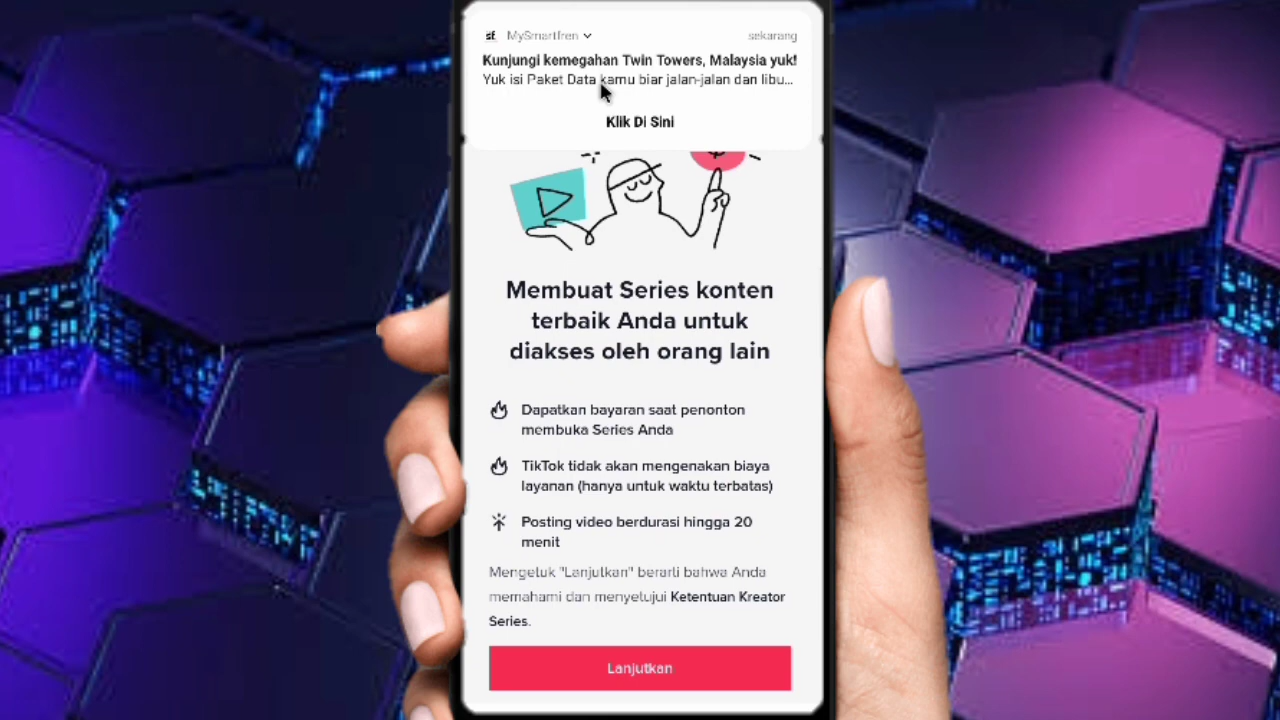 sf MySmartfren sekarang
Kunjungi kemegahan Twin Towers, Malaysia yuk!
Yuk isi Paket Data kamu biar jalan-jalan dan libu...
Klik Di Sini
Membuat Series konten
terbaik Anda untuk
diakses oleh orang lain
Dapatkan bayaran saat penonton
membuka Series Anda
TikTok tidak akan mengenakan biaya
layanan (hanya untuk waktu terbatas)
Posting video berdurasi hingga 20
menit
Mengetuk "Lanjutkan" berarti bahwa Anda
memahami dan menyetujui Ketentuan Kreator
Series.
Lanjutkan